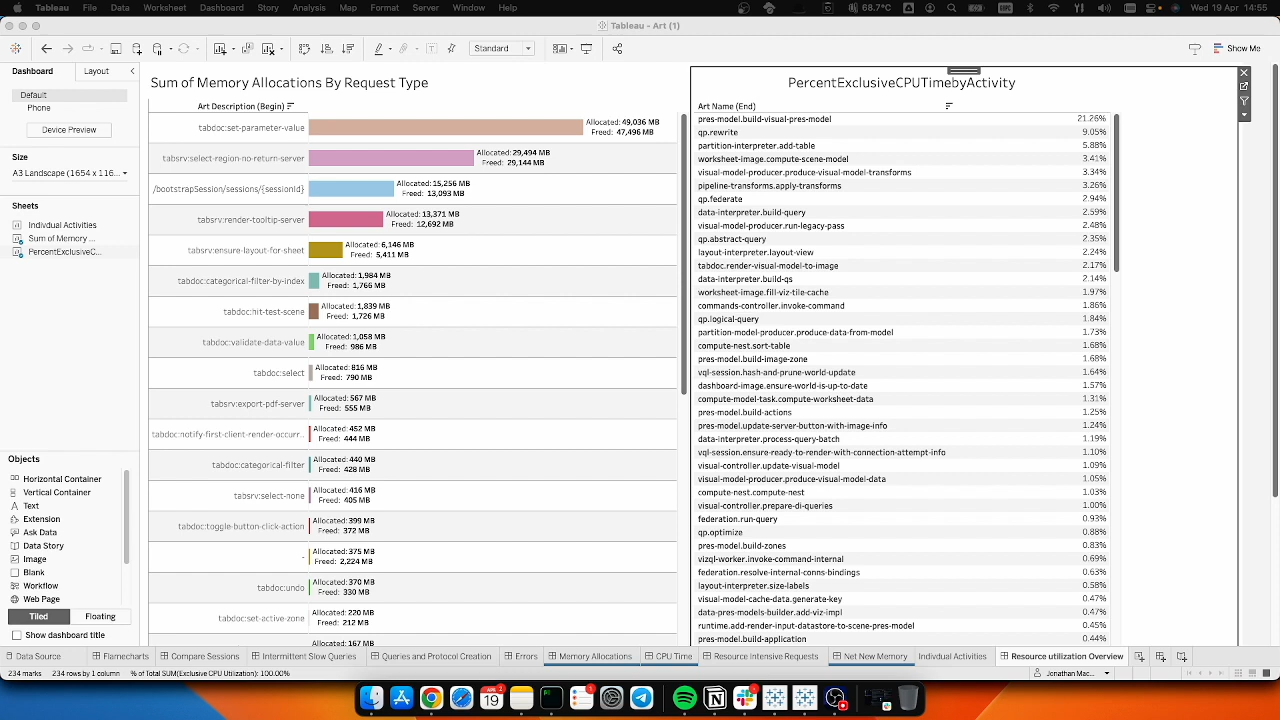 Tableau File Data Worksheet Dashboard Story Analysis Map Format Server Window Help 68.7°C Wed 19 Apr 14:55
Tableau - Art (1)
Standard Show Me
Dashboard Layout
Default
Phone
Device Preview
Size
A3 Landscape (1654 x 116...
Sheets
Indivdual Activities
Sum of Memory ...
PercentExclusiveC...
Objects
Horizontal Container
Vertical Container
Text
Extension
Ask Data
Data Story
Image
Blank
Workflow
Web Page
Tiled Floating
Show dashboard title
Sum of Memory Allocations By Request Type
Art Description (Begin)
tabdoc:set-parameter-value Allocated: 49,036 MB
Freed: 47,496 MB
tabsrv:select-region-no-return-server Allocated: 29,494 MB
Freed: 29,144 MB
/bootstrapSession/sessions/{sessionId} Allocated: 15,256 MB
Freed: 13,093 MB
tabsrv:render-tooltip-server Allocated: 13,371 MB
Freed: 12,692 MB
tabsrv:ensure-layout-for-sheet Allocated: 6,146 MB
Freed: 5,411 MB
tabdoc:categorical-filter-by-index Allocated: 1,984 MB
Freed: 1,766 MB
tabdoc:hit-test-scene Allocated: 1,839 MB
Freed: 1,726 MB
tabdoc:validate-data-value Allocated: 1,058 MB
Freed: 986 MB
tabdoc:select Allocated: 816 MB
Freed: 790 MB
tabsrv:export-pdf-server Allocated: 567 MB
Freed: 555 MB
tabdoc:notify-first-client-render-occurr.. Allocated: 452 MB
Freed: 444 MB
tabdoc:categorical-filter Allocated: 440 MB
Freed: 428 MB
tabsrv:select-none Allocated: 416 MB
Freed: 405 MB
tabdoc:toggle-button-click-action Allocated: 399 MB
Freed: 372 MB
- Allocated: 375 MB
Freed: 2,224 MB
tabdoc:undo Allocated: 370 MB
Freed: 330 MB
tabdoc:set-active-zone Allocated: 220 MB
Freed: 212 MB
Allocated: 167 MB
PercentExclusiveCPUTimebyActivity
Art Name (End)
pres-model.build-visual-pres-model 21.26%
qp.rewrite 9.05%
partition-interpreter.add-table 5.88%
worksheet-image.compute-scene-model 3.41%
visual-model-producer.produce-visual-model-transforms 3.34%
pipeline-transforms.apply-transforms 3.26%
qp.federate 2.94%
data-interpreter.build-query 2.59%
visual-model-producer.run-legacy-pass 2.48%
qp.abstract-query 2.35%
layout-interpreter.layout-view 2.24%
tabdoc.render-visual-model-to-image 2.17%
data-interpreter.build-qs 2.14%
worksheet-image.fill-viz-tile-cache 1.97%
commands-controller.invoke-command 1.86%
qp.logical-query 1.84%
partition-model-producer.produce-data-from-model 1.73%
compute-nest.sort-table 1.68%
pres-model.build-image-zone 1.68%
vql-session.hash-and-prune-world-update 1.64%
dashboard-image.ensure-world-is-up-to-date 1.57%
compute-model-task.compute-worksheet-data 1.31%
pres-model.build-actions 1.25%
pres-model.update-server-button-with-image-info 1.24%
data-interpreter.process-query-batch 1.19%
vql-session.ensure-ready-to-render-with-connection-attempt-info 1.10%
visual-controller.update-visual-model 1.09%
visual-model-producer.produce-visual-model-data 1.05%
compute-nest.compute-nest 1.03%
visual-controller.prepare-di-queries 1.00%
federation.run-query 0.93%
qp.optimize 0.88%
pres-model.build-zones 0.83%
vizql-worker.invoke-command-internal 0.69%
federation.resolve-internal-conns-bindings 0.63%
layout-interpreter.size-labels 0.58%
visual-model-cache-data.generate-key 0.47%
data-pres-models-builder.add-viz-impl 0.47%
runtime.add-render-input-datastore-to-scene-pres-model 0.45%
pres-model.build-application 0.44%
Data Source Flamecharts Compare Sessions Intermittent Slow Queries Queries and Protocol Creation Errors Memory Allocations CPU Time Resource Intensive Requests Net New Memory Indivdual Activities Resource utilization Overview
234 marks 234 rows by 1 column % of Total SUM(Exclusive CPU Utilization): 100.00% Jonathan Mac...